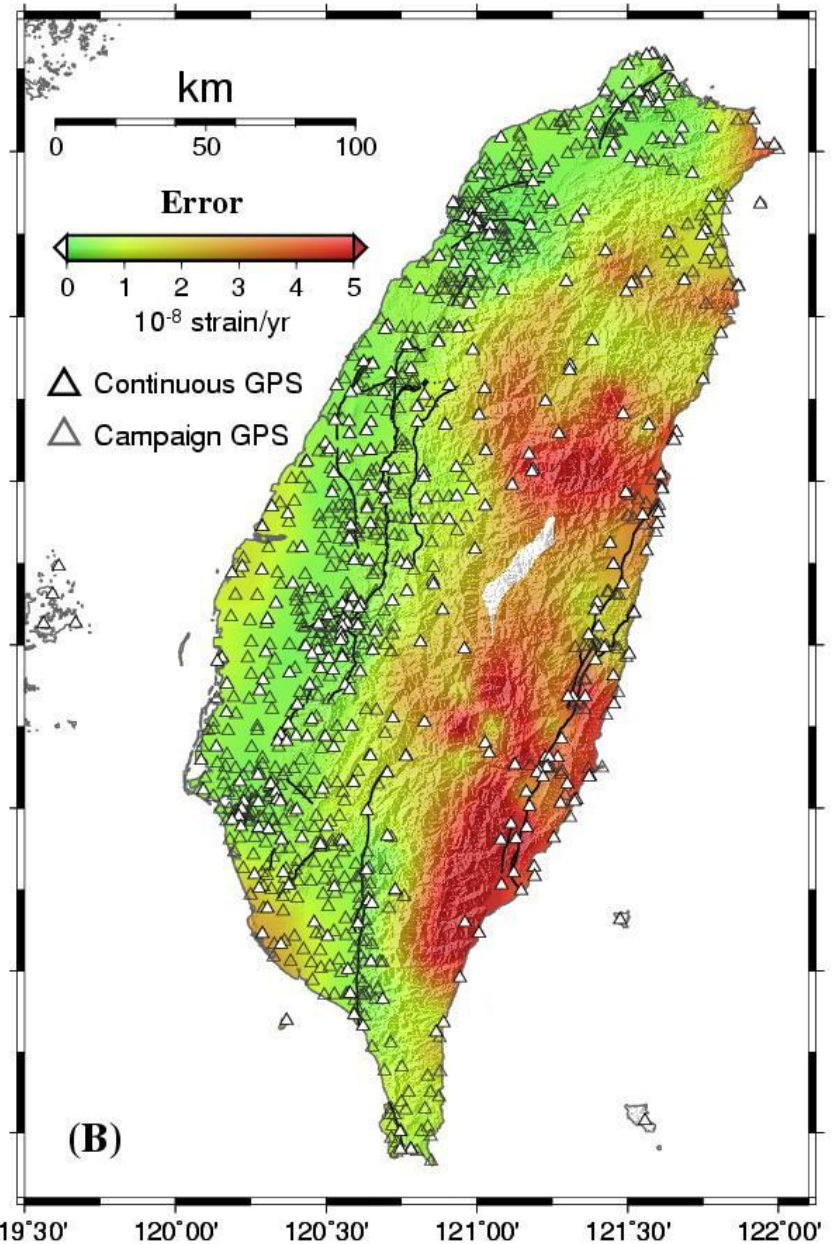 km
0 50 100
Error
0 1 2 3 4 5
10⁻⁸ strain/yr
Continuous GPS
Campaign GPS
(B)
19˚30' 120˚00' 120˚30' 121˚00' 121˚30' 122˚00'